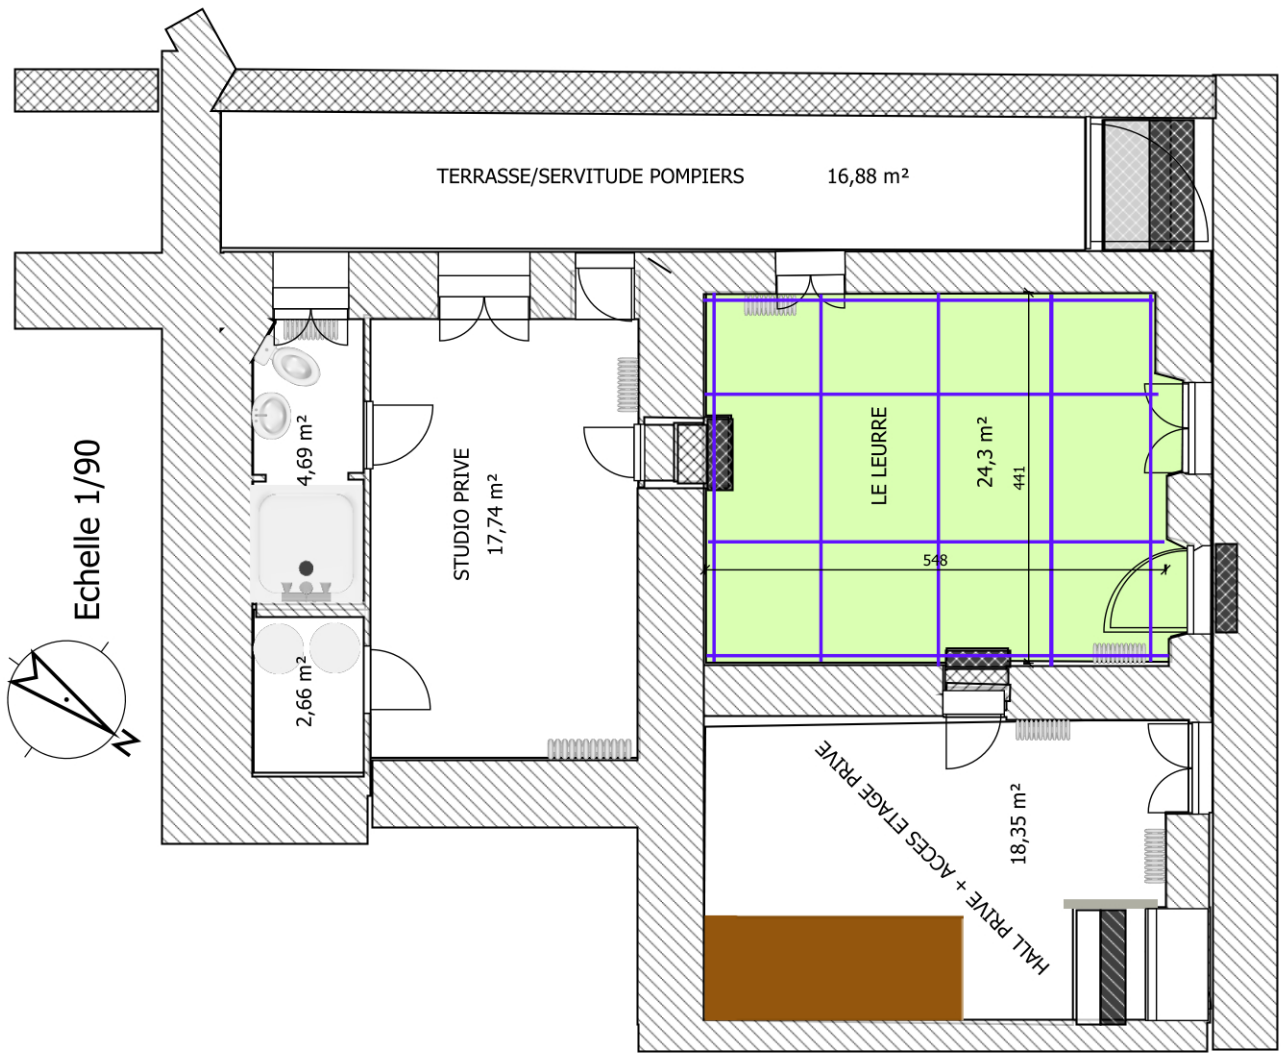 TERRASSE/SERVITUDE POMPIERS 16,88 m²
Echelle 1/90
4,69 m²
2,66 m²
STUDIO PRIVE
17,74 m²
LE LEURRE
24,3 m²
441
548
HALL PRIVE + ACCES ETAGE PRIVE
18,35 m²
N